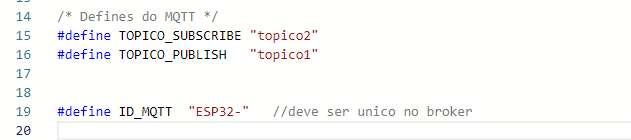 14 /* Defines do MQTT */
15 #define TOPICO_SUBSCRIBE "topico2"
16 #define TOPICO_PUBLISH   "topico1"
17
18
19 #define ID_MQTT  "ESP32-"   //deve ser unico no broker
20